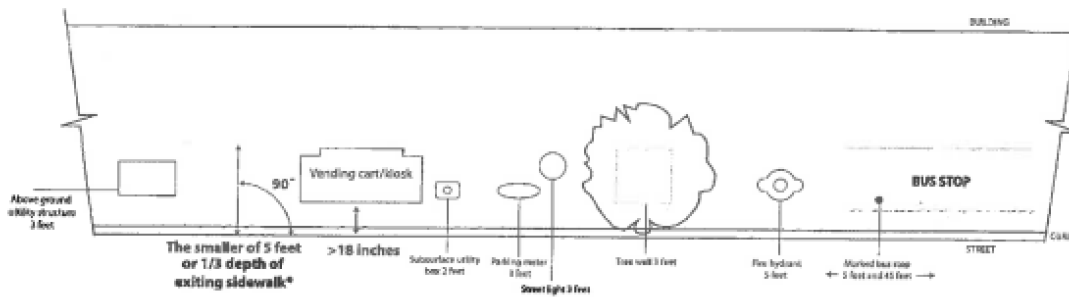 BUILDING
Above ground
utility structure
3 feet
90°
Vending cart/kiosk
BUS STOP
The smaller of 5 feet
or 1/3 depth of
exiting sidewalk*
>18 inches
Subsurface utility
box 2 feet
Parking meter
3 feet
Street light 3 feet
Tree well 3 feet
Fire hydrant
5 feet
Marked bus stop
5 feet and 45 feet
STREET